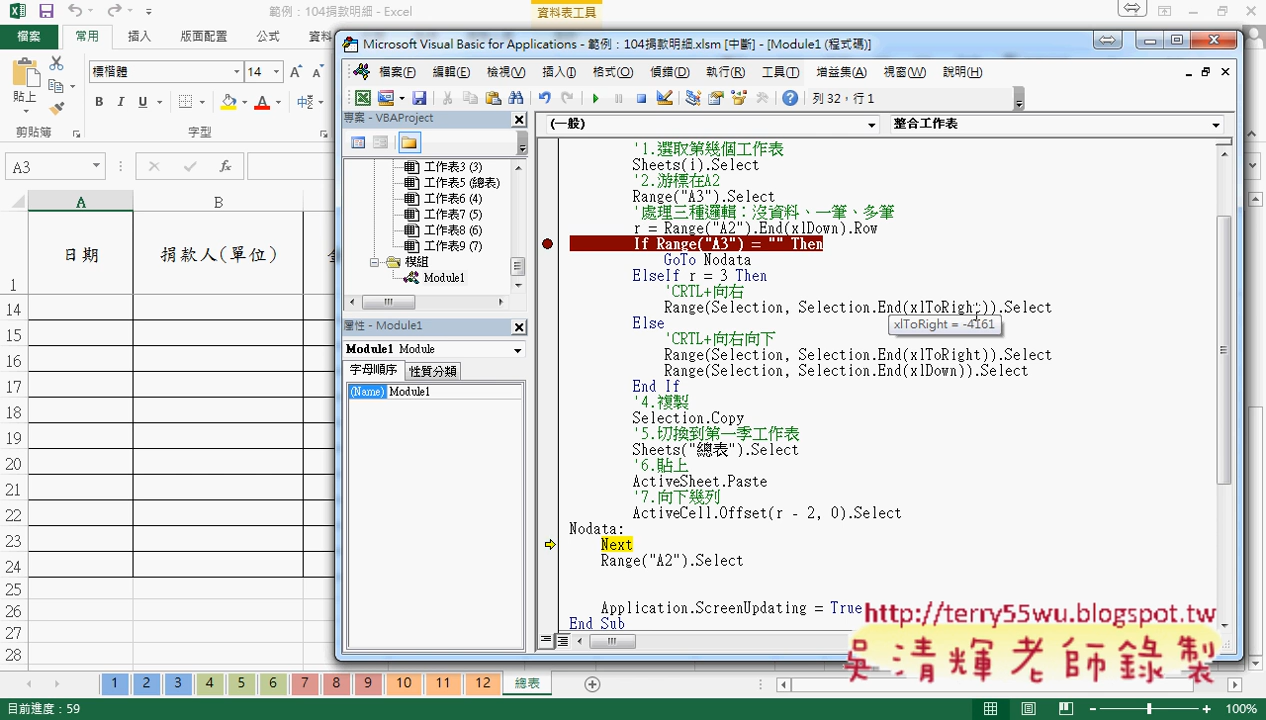 範例：104捐款明細 - Excel
資料表工具
檔案
常用
插入
版面配置
公式
資料
貼上
標楷體
14
剪貼簿
字型
A3
A
B
日期
捐款人(單位)
1
14
15
16
17
18
19
20
21
22
23
24
25
26
27
28
1
2
3
4
5
6
7
8
9
10
11
12
總表
目前進度：59
100%
Microsoft Visual Basic for Applications - 範例：104捐款明細.xlsm [中斷] - [Module1 (程式碼)]
檔案(F) 編輯(E) 檢視(V) 插入(I) 格式(O) 偵錯(D) 執行(R) 工具(T) 增益集(A) 視窗(W) 說明(H)
列 32，行 1
專案 - VBAProject
工作表3 (3)
工作表5 (總表)
工作表6 (4)
工作表7 (5)
工作表8 (6)
工作表9 (7)
模組
Module1
屬性 - Module1
Module1 Module
字母順序 性質分類
(Name) Module1
(一般)
整合工作表
'1.選取第幾個工作表
Sheets(i).Select
'2.游標在A2
Range("A3").Select
'處理三種邏輯：沒資料、一筆、多筆
r = Range("A2").End(xlDown).Row
If Range("A3") = "" Then
GoTo Nodata
ElseIf r = 3 Then
'CRTL+向右
Range(Selection, Selection.End(xlToRight)).Select
xlToRight = -4161
Else
'CRTL+向右向下
Range(Selection, Selection.End(xlToRight)).Select
Range(Selection, Selection.End(xlDown)).Select
End If
'4.複製
Selection.Copy
'5.切換到第一季工作表
Sheets("總表").Select
'6.貼上
ActiveSheet.Paste
'7.向下幾列
ActiveCell.Offset(r - 2, 0).Select
Nodata:
Next
Range("A2").Select
Application.ScreenUpdating = True
End Sub
http://terry55wu.blogspot.tw
吳清輝老師錄製